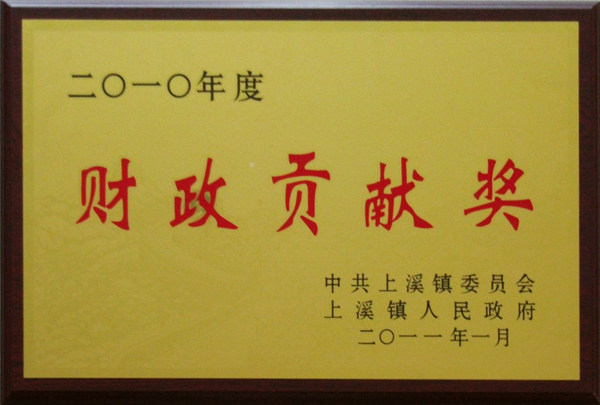 二〇一〇年度
财政贡献奖
中共上溪镇委员会
上溪镇人民政府
二〇一一年一月